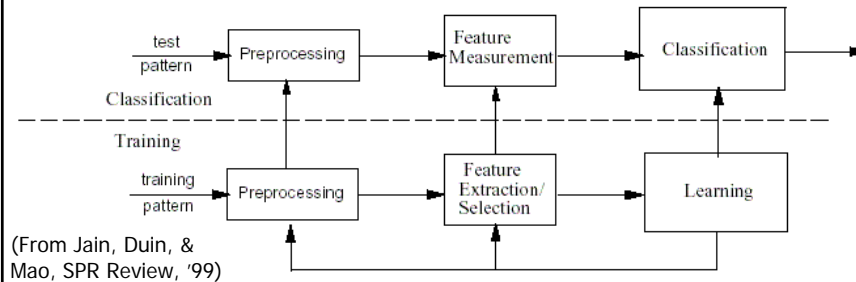 test
pattern
Preprocessing
Feature
Measurement
Classification
Classification
Training
training
pattern
Preprocessing
Feature
Extraction/
Selection
Learning
(From Jain, Duin, &
Mao, SPR Review, '99)